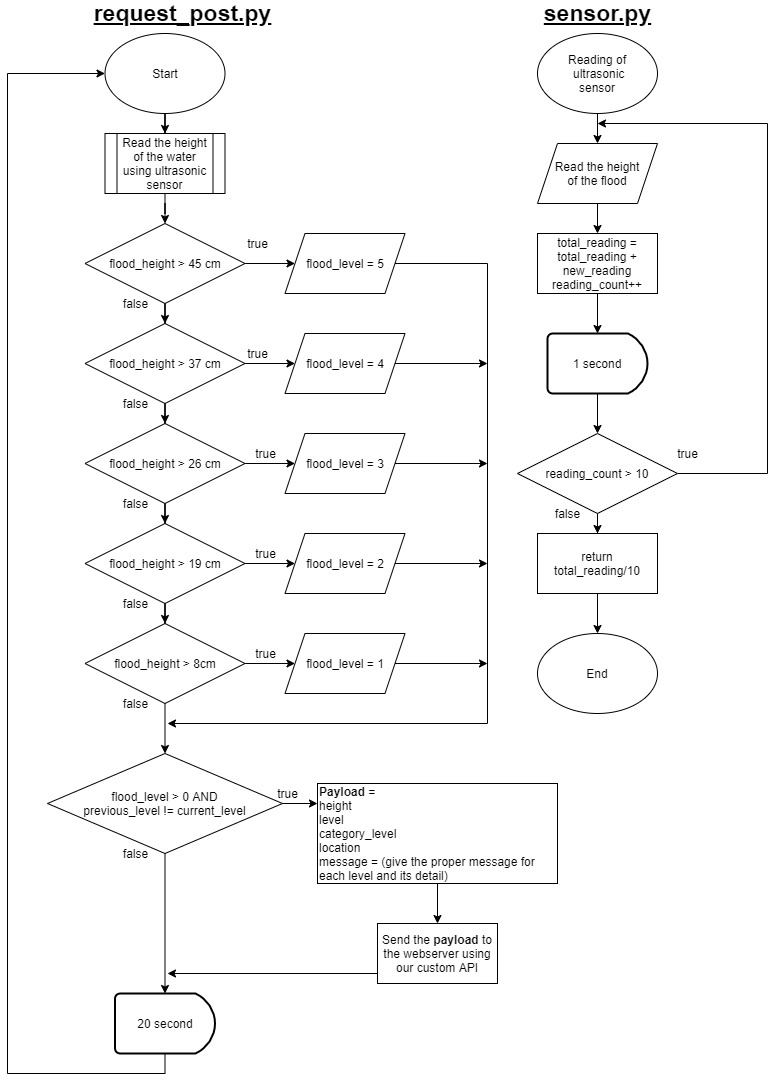 request_post.py
Start
Read the height
of the water
using ultrasonic
sensor
flood_height > 45 cm
true
flood_level = 5
false
flood_height > 37 cm
true
flood_level = 4
false
flood_height > 26 cm
true
flood_level = 3
false
flood_height > 19 cm
true
flood_level = 2
false
flood_height > 8cm
true
flood_level = 1
false
flood_level > 0 AND
previous_level != current_level
true
false
Payload =
height
level
category_level
location
message = (give the proper message for
each level and its detail)
Send the payload to
the webserver using
our custom API
20 second
sensor.py
Reading of
ultrasonic
sensor
Read the height
of the flood
total_reading =
total_reading +
new_reading
reading_count++
1 second
reading_count > 10
true
false
return
total_reading/10
End